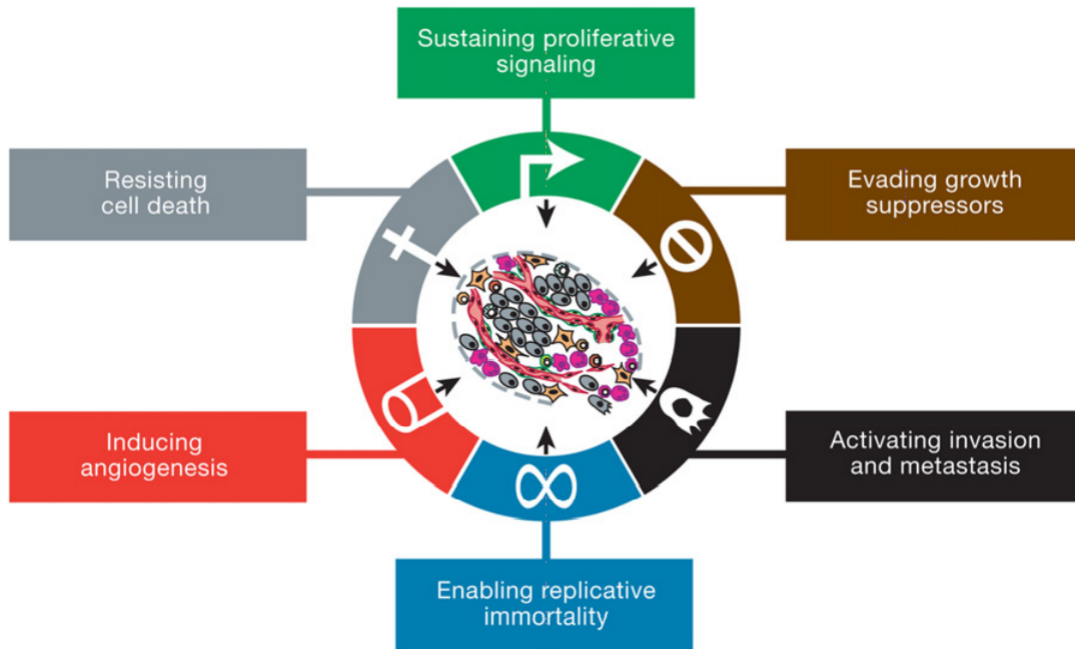 Sustaining proliferative
signaling
Resisting
cell death
Evading growth
suppressors
Inducing
angiogenesis
Activating invasion
and metastasis
Enabling replicative
immortality